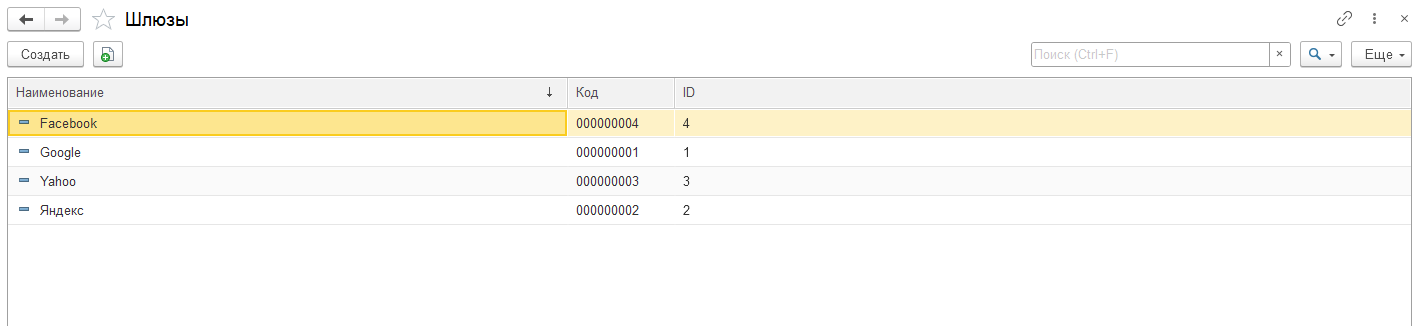 Шлюзы
Создать
Поиск (Ctrl+F)
Еще
Наименование Код ID
Facebook 000000004 4
Google 000000001 1
Yahoo 000000003 3
Яндекс 000000002 2